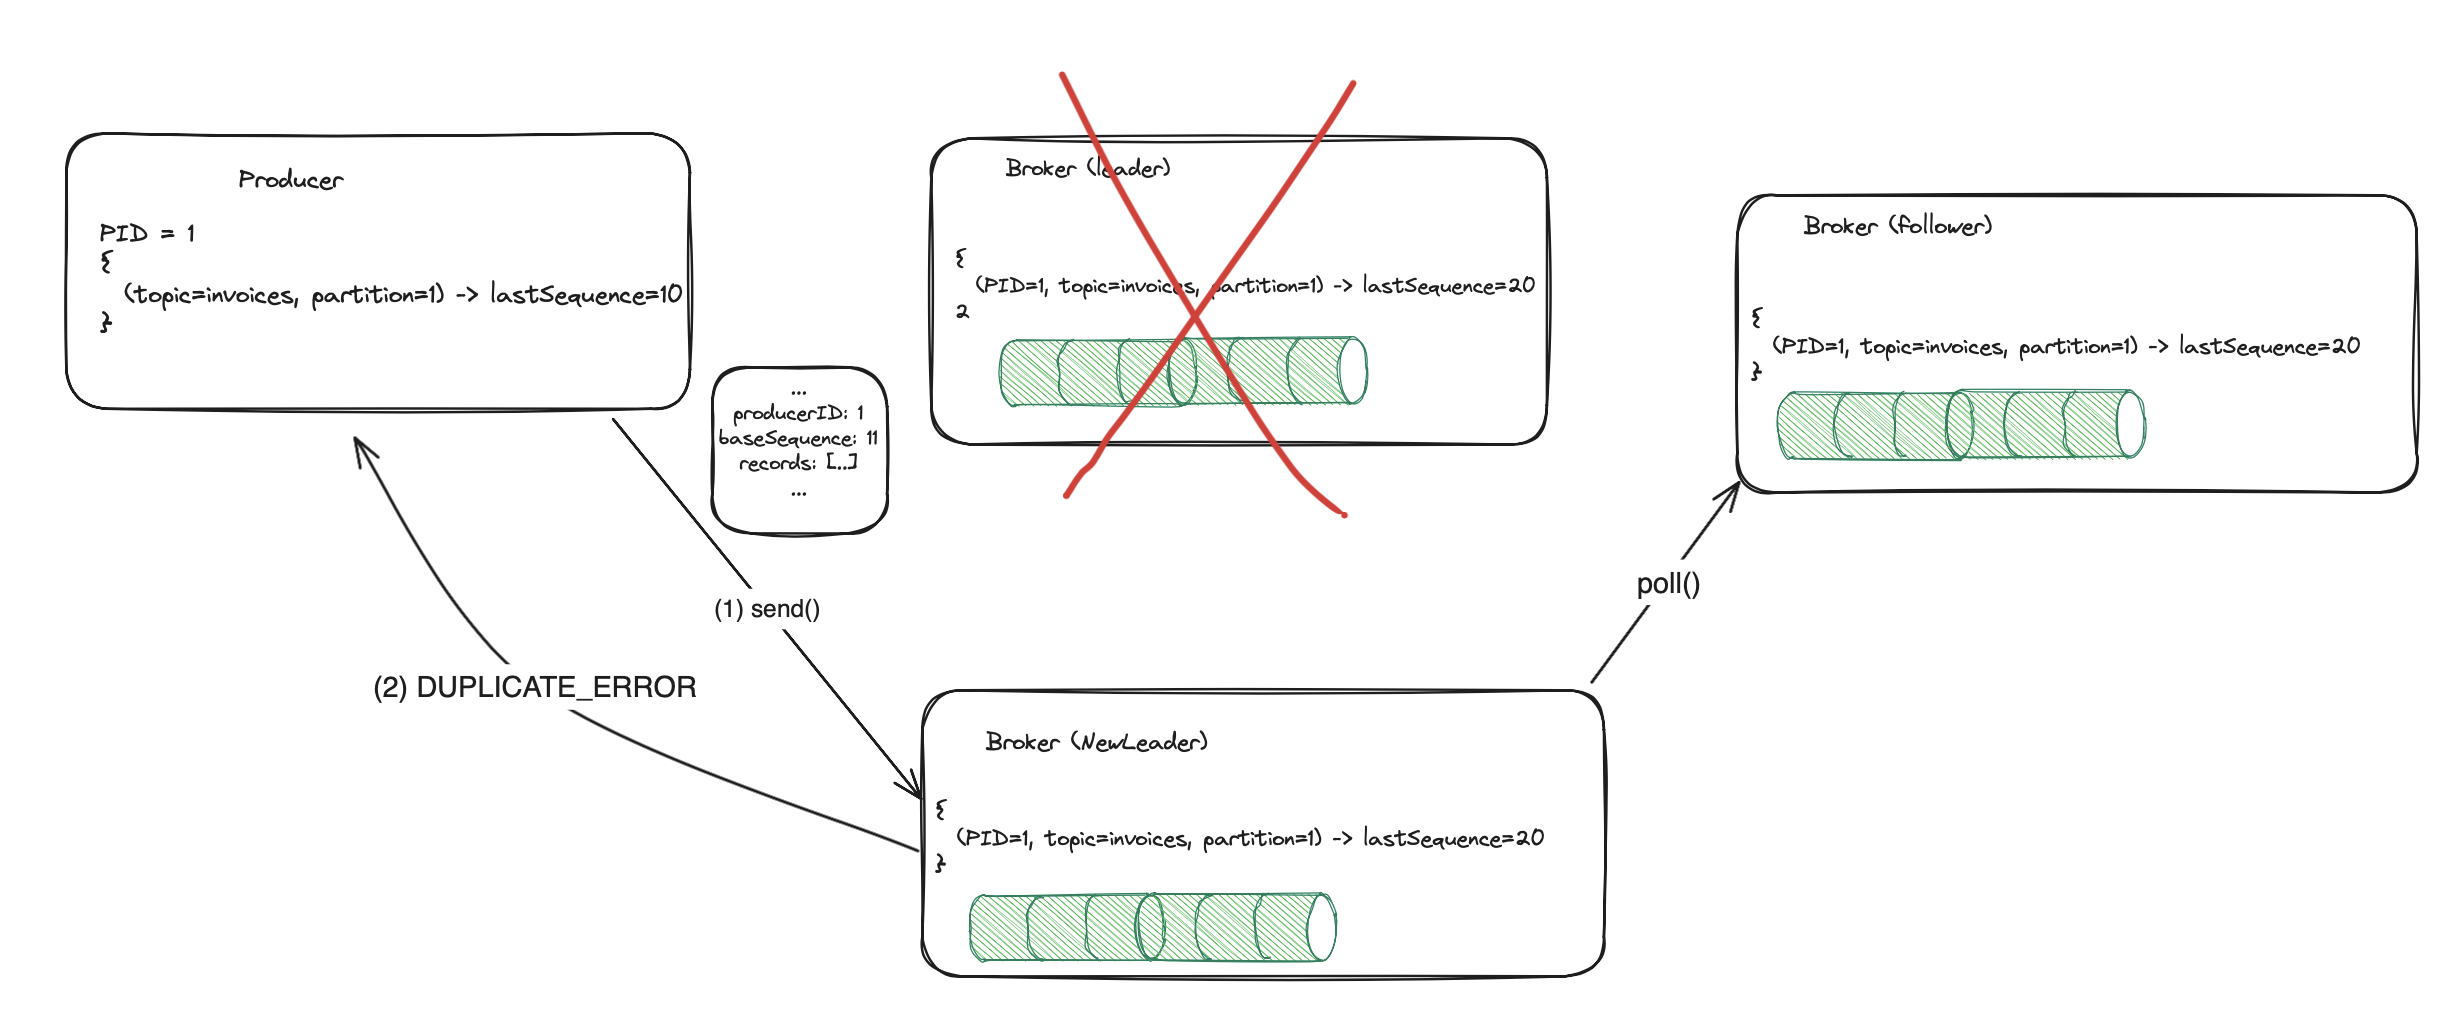 Producer
PID = 1
{
(topic=invoices, partition=1) -> lastSequence=10
}
...
producerID: 1
baseSequence: 11
records: [...]
...
Broker (leader)
{
(PID=1, topic=invoices, partition=1) -> lastSequence=20
2
Broker (follower)
{
(PID=1, topic=invoices, partition=1) -> lastSequence=20
}
(1) send()
poll()
(2) DUPLICATE_ERROR
Broker (NewLeader)
{
(PID=1, topic=invoices, partition=1) -> lastSequence=20
}